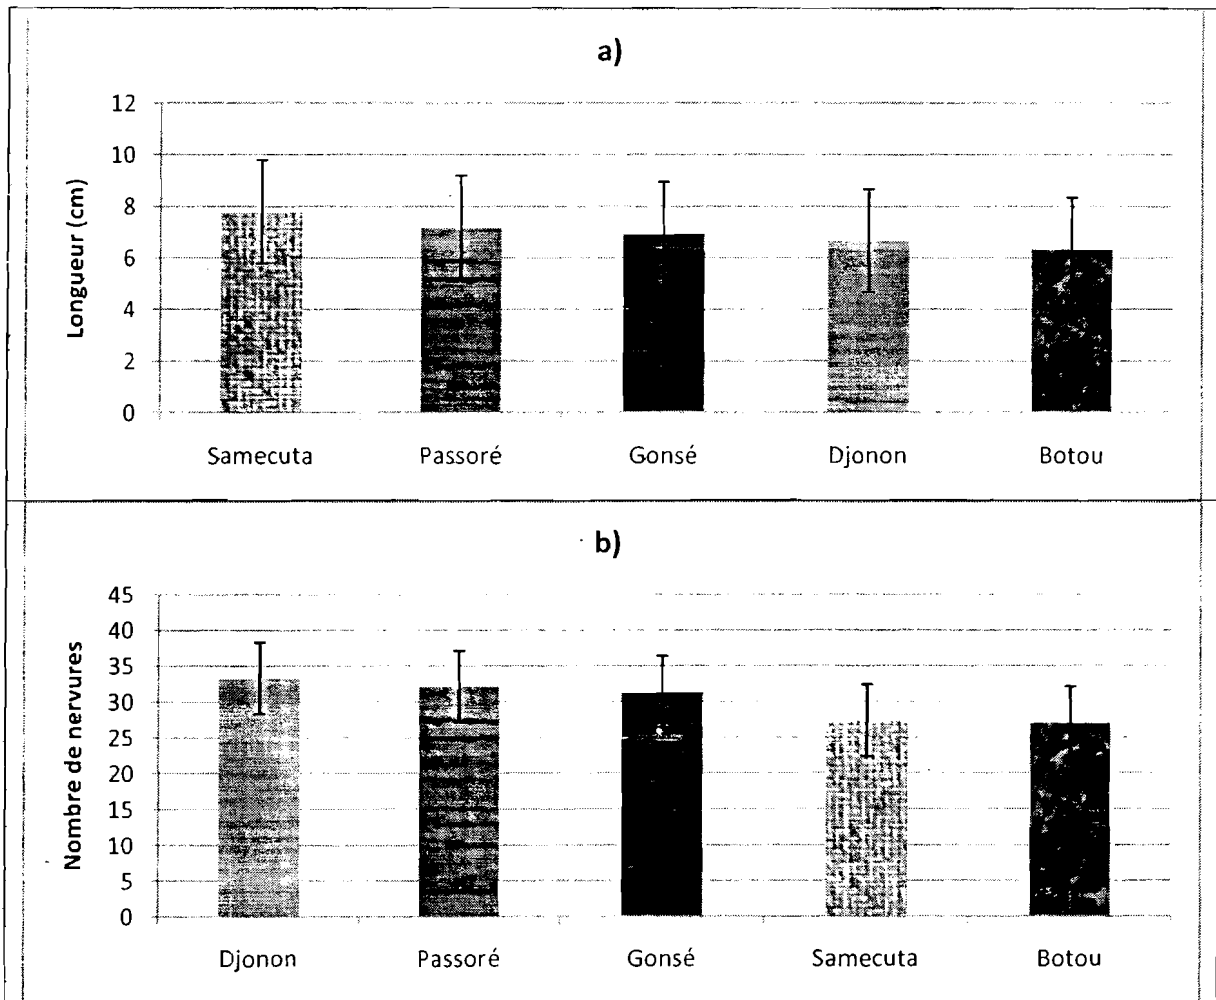 a)
12
10
8
6
4
2
0
Longueur (cm)
Samecuta Passoré Gonsé Djonon Botou
b)
45
40
35
30
25
20
15
10
5
0
Nombre de nervures
Djonon Passoré Gonsé Samecuta Botou